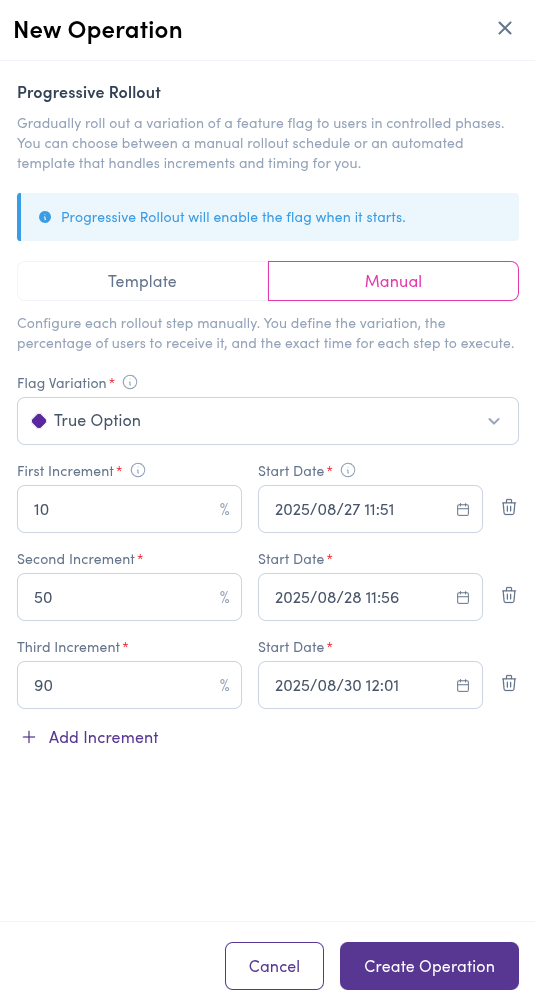 New Operation
Progressive Rollout
Gradually roll out a variation of a feature flag to users in controlled phases.
You can choose between a manual rollout schedule or an automated
template that handles increments and timing for you.
Progressive Rollout will enable the flag when it starts.
Template Manual
Configure each rollout step manually. You define the variation, the
percentage of users to receive it, and the exact time for each step to execute.
Flag Variation*
True Option
First Increment* Start Date*
10 % 2025/08/27 11:51
Second Increment* Start Date*
50 % 2025/08/28 11:56
Third Increment* Start Date*
90 % 2025/08/30 12:01
+ Add Increment
Cancel Create Operation